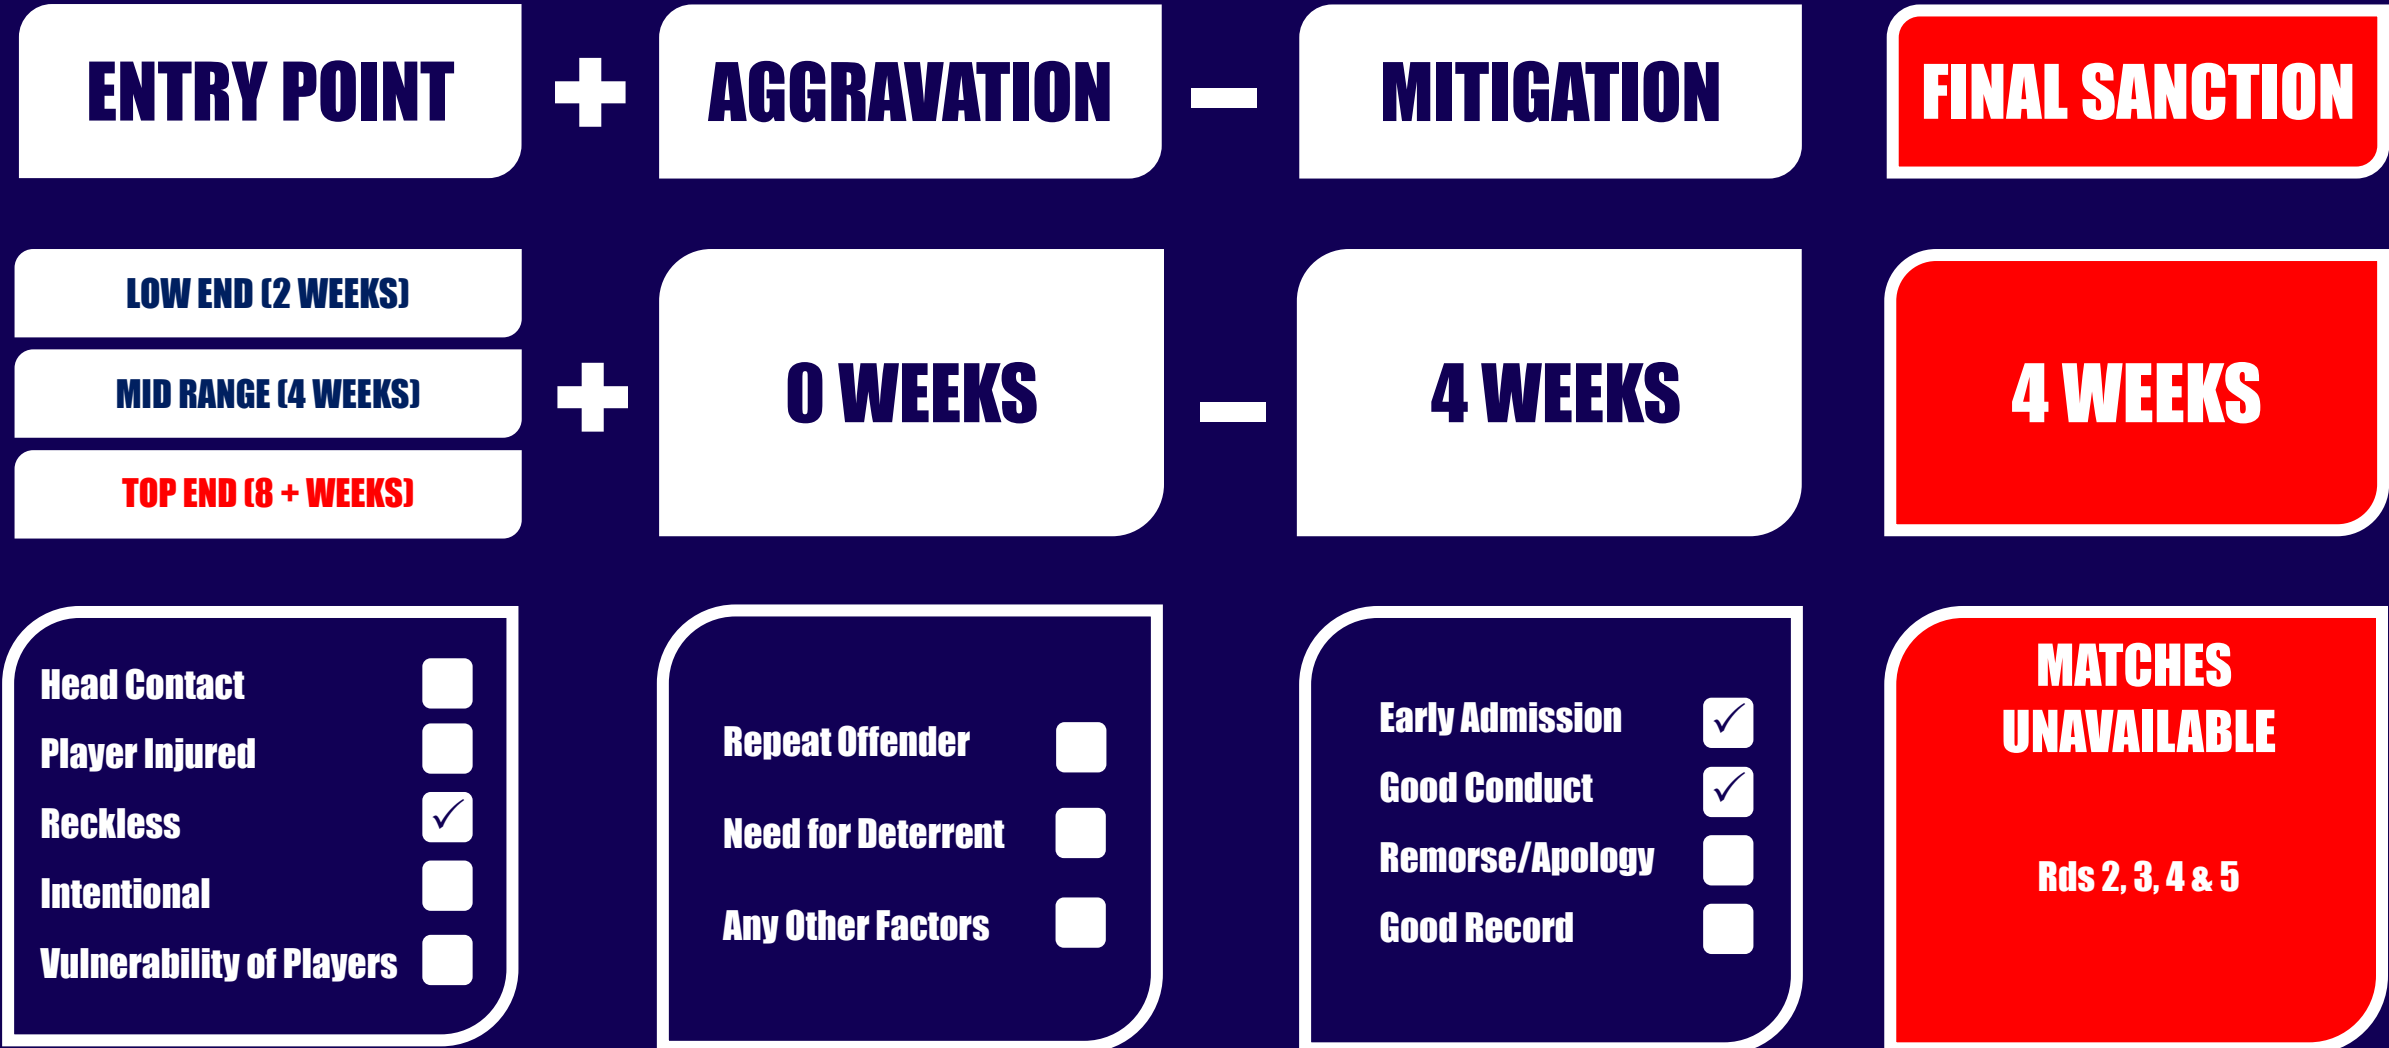 ENTRY POINT + AGGRAVATION - MITIGATION FINAL SANCTION
LOW END (2 WEEKS)
MID RANGE (4 WEEKS)
TOP END (8 + WEEKS)
+
0 WEEKS
-
4 WEEKS
4 WEEKS
Head Contact
Player Injured
Reckless ✓
Intentional
Vulnerability of Players
Repeat Offender
Need for Deterrent
Any Other Factors
Early Admission ✓
Good Conduct ✓
Remorse/Apology
Good Record
MATCHES
UNAVAILABLE
Rds 2, 3, 4 & 5